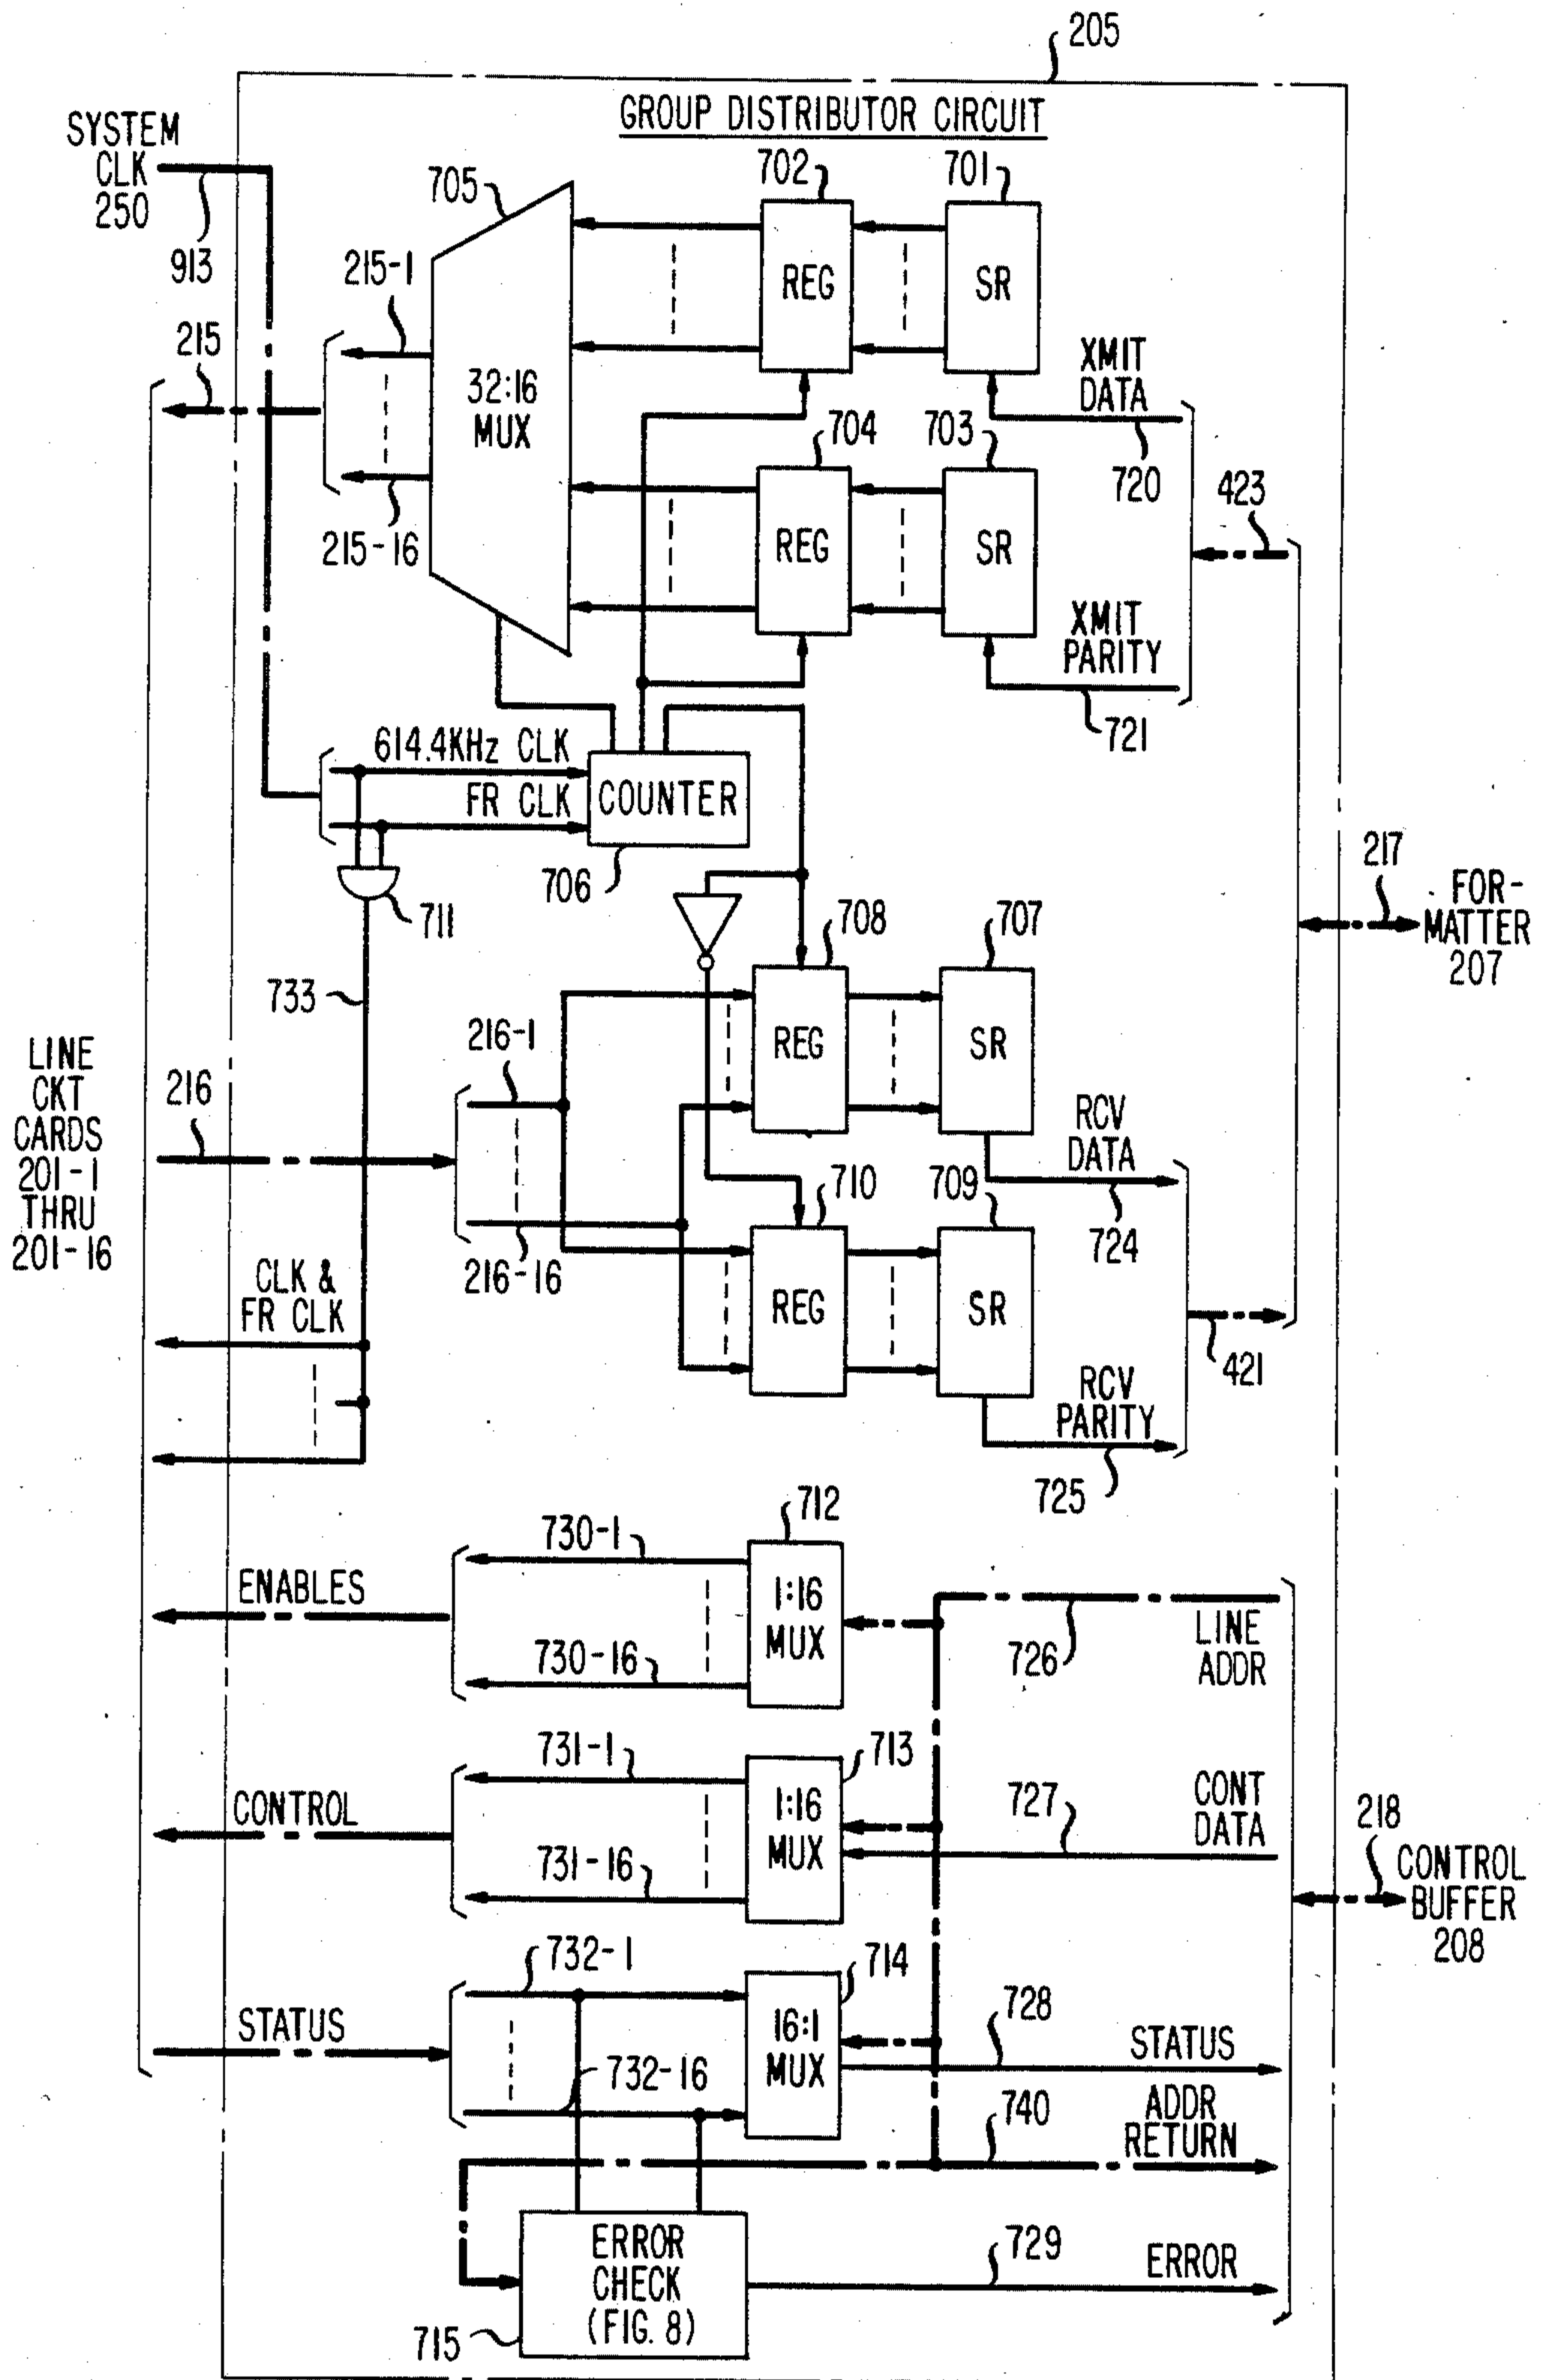 205
GROUP DISTRIBUTOR CIRCUIT
SYSTEM
CLK
250
913
705
702
701
215-1
REG
SR
215
32:16
MUX
XMIT
DATA
720
704
703
423
215-16
REG
SR
XMIT
PARITY
721
614.4KHz CLK
FR CLK
COUNTER
706
711
217
FOR-
MATTER
207
708
707
733
216-1
REG
SR
LINE
CKT
CARDS
201-1
THRU
201-16
216
RCV
DATA
724
710
709
216-16
CLK &
FR CLK
REG
SR
421
RCV
PARITY
725
712
730-1
ENABLES
1:16
MUX
726
LINE
ADDR
730-16
731-1
713
CONTROL
1:16
MUX
727
CONT
DATA
218
CONTROL
BUFFER
208
731-16
732-1
714
STATUS
16:1
MUX
728
STATUS
732-16
740
ADDR
RETURN
ERROR
CHECK
(FIG. 8)
729
ERROR
715